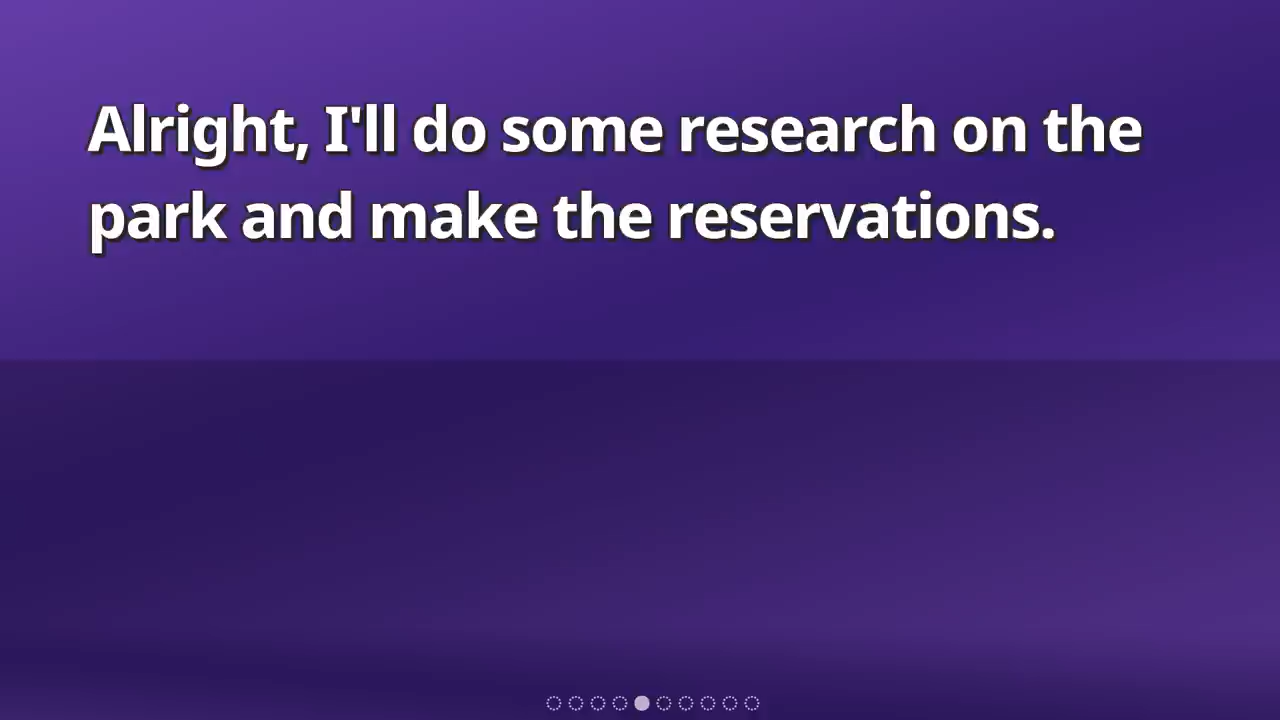 Alright, I'll do some research on the
park and make the reservations.